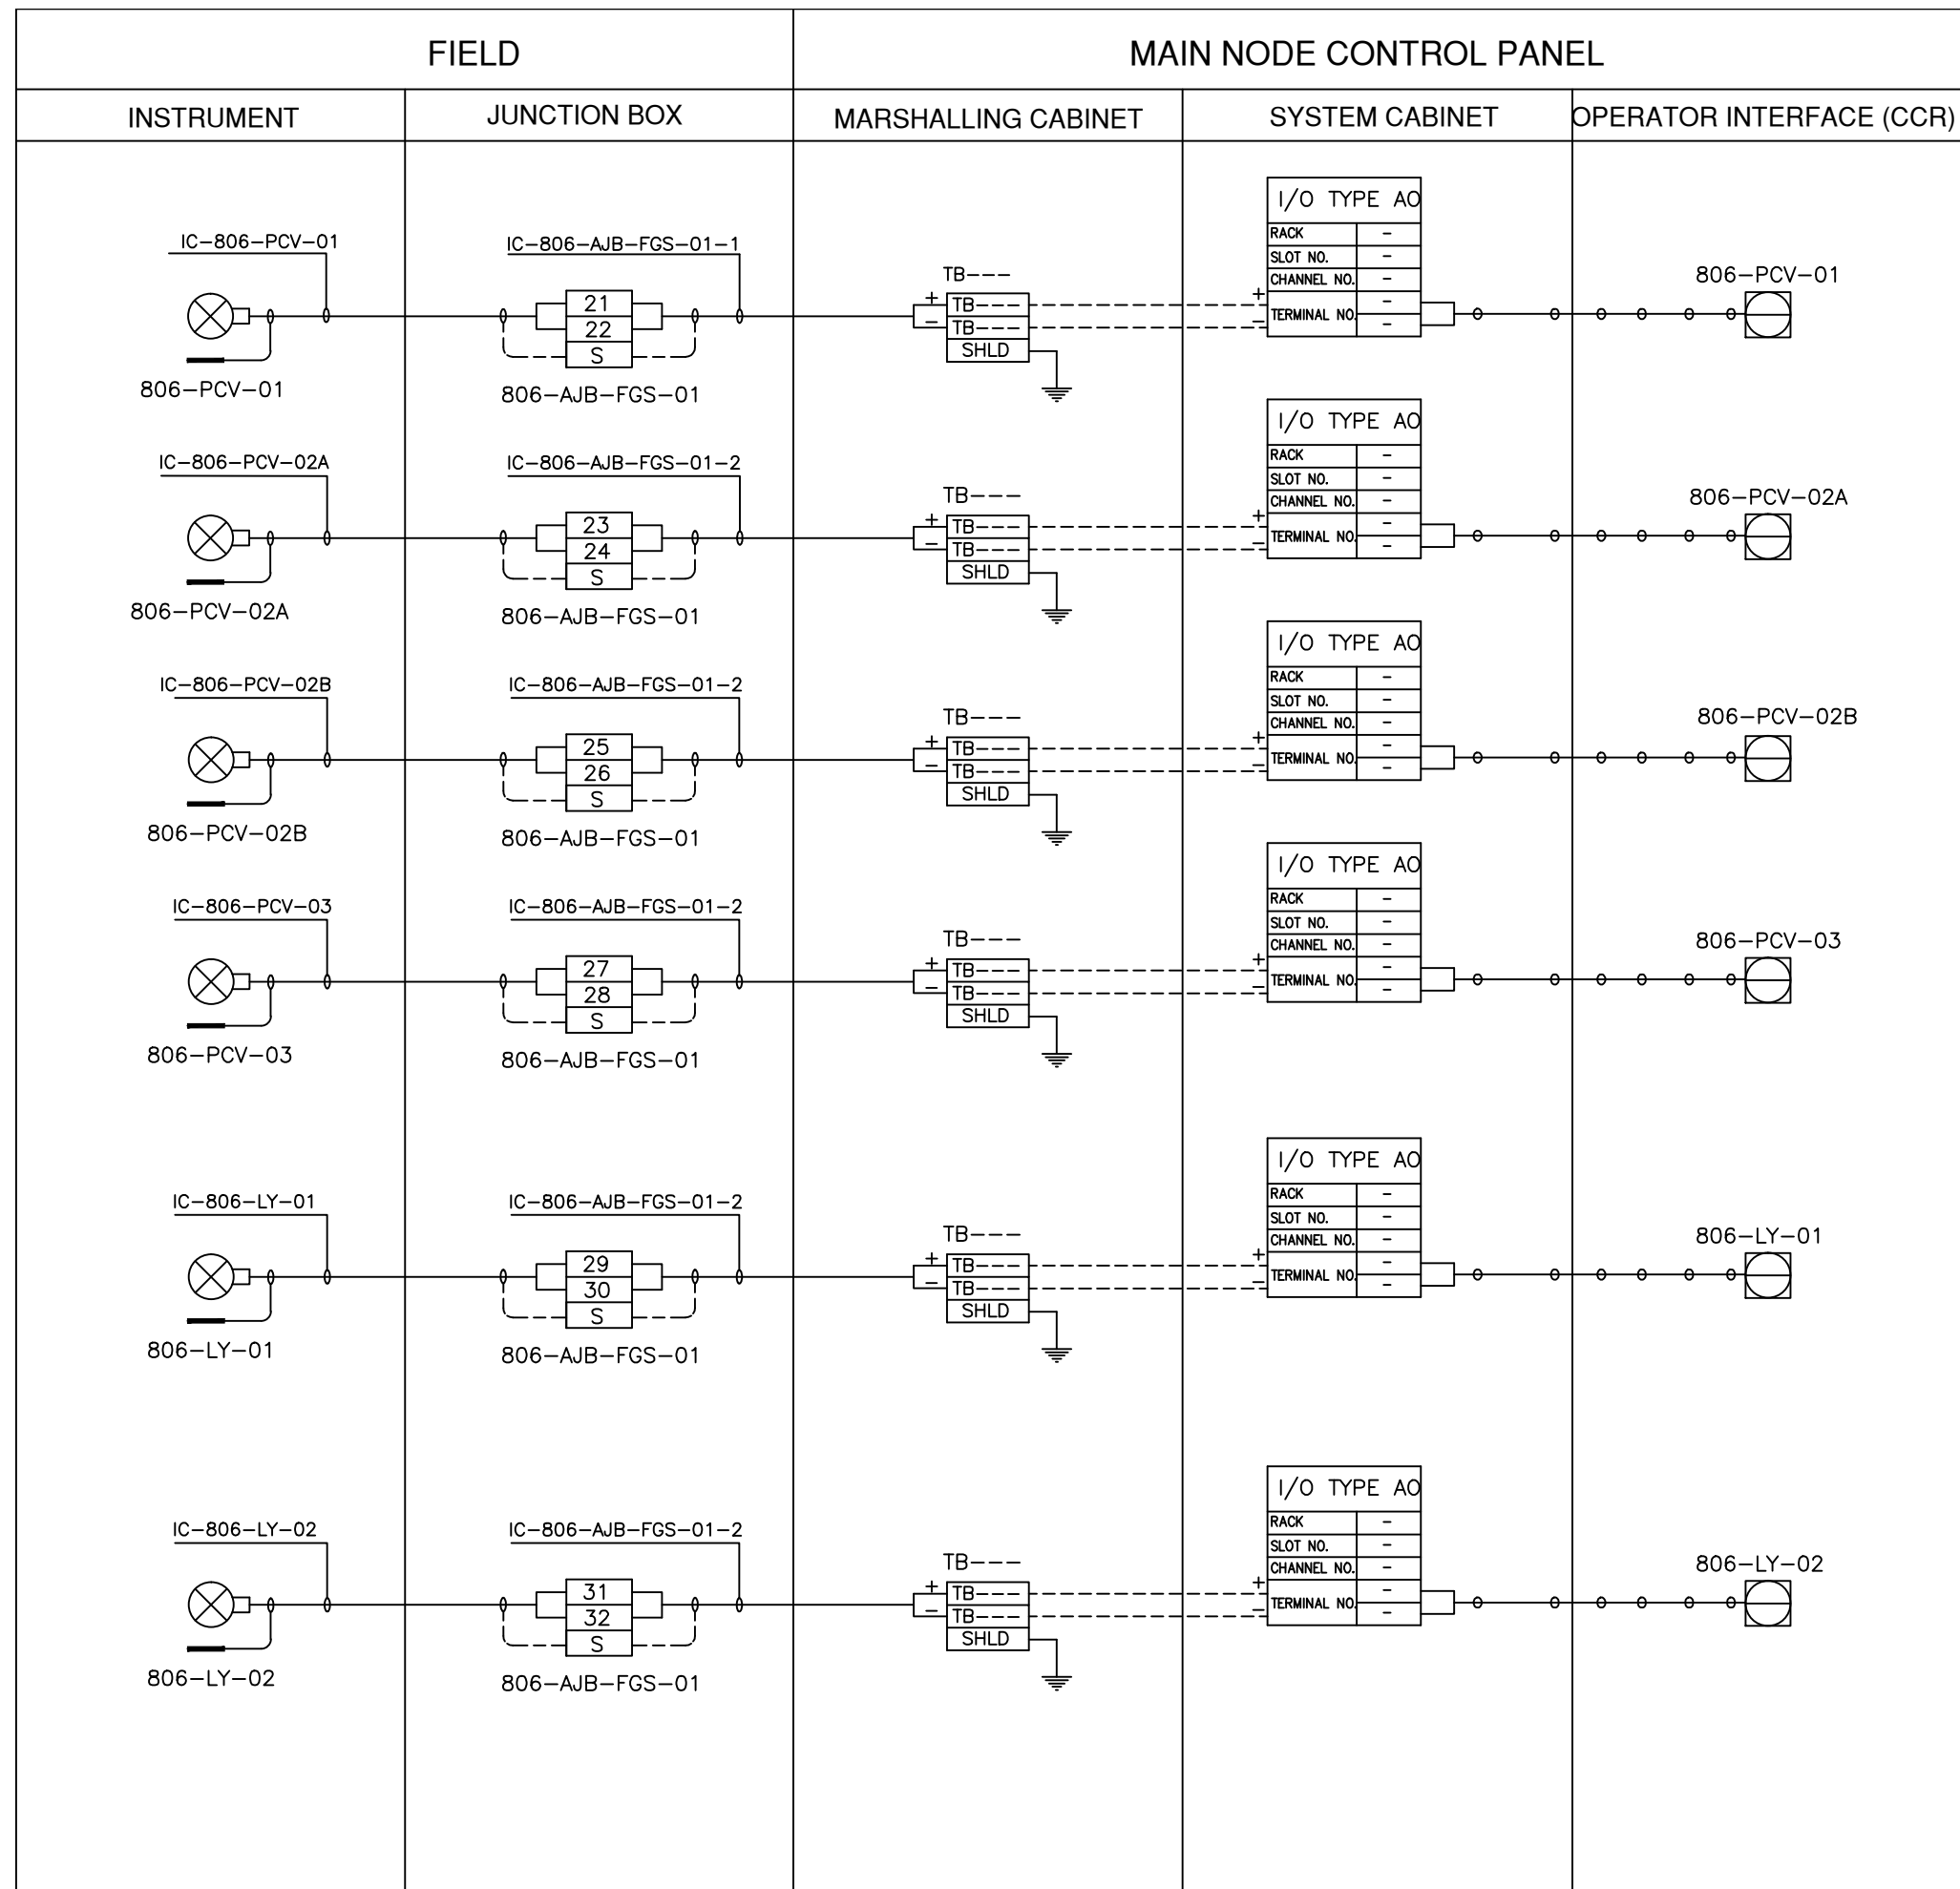 FIELD
MAIN NODE CONTROL PANEL
INSTRUMENT
JUNCTION BOX
MARSHALLING CABINET
SYSTEM CABINET
OPERATOR INTERFACE (CCR)
IC-806-PCV-01
806-PCV-01
IC-806-AJB-FGS-01-1
21
22
S
806-AJB-FGS-01
TB---
+ TB----
- TB----
SHLD
I/O TYPE AO
RACK -
SLOT NO. -
CHANNEL NO. -
+
TERMINAL NO. -
- -
806-PCV-01
IC-806-PCV-02A
806-PCV-02A
IC-806-AJB-FGS-01-2
23
24
S
806-AJB-FGS-01
TB---
+ TB----
- TB----
SHLD
I/O TYPE AO
RACK -
SLOT NO. -
CHANNEL NO. -
+
TERMINAL NO. -
- -
806-PCV-02A
IC-806-PCV-02B
806-PCV-02B
IC-806-AJB-FGS-01-2
25
26
S
806-AJB-FGS-01
TB---
+ TB----
- TB----
SHLD
I/O TYPE AO
RACK -
SLOT NO. -
CHANNEL NO. -
+
TERMINAL NO. -
- -
806-PCV-02B
IC-806-PCV-03
806-PCV-03
IC-806-AJB-FGS-01-2
27
28
S
806-AJB-FGS-01
TB---
+ TB----
- TB----
SHLD
I/O TYPE AO
RACK -
SLOT NO. -
CHANNEL NO. -
+
TERMINAL NO. -
- -
806-PCV-03
IC-806-LY-01
806-LY-01
IC-806-AJB-FGS-01-2
29
30
S
806-AJB-FGS-01
TB---
+ TB----
- TB----
SHLD
I/O TYPE AO
RACK -
SLOT NO. -
CHANNEL NO. -
+
TERMINAL NO. -
- -
806-LY-01
IC-806-LY-02
806-LY-02
IC-806-AJB-FGS-01-2
31
32
S
806-AJB-FGS-01
TB---
+ TB----
- TB----
SHLD
I/O TYPE AO
RACK -
SLOT NO. -
CHANNEL NO. -
+
TERMINAL NO. -
- -
806-LY-02